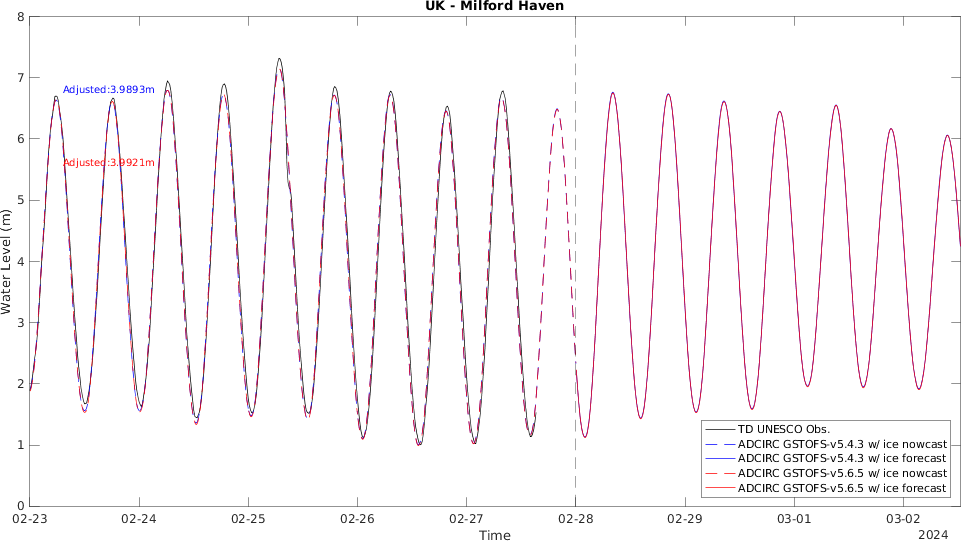 UK - Milford Haven
8
7
6
5
4
3
2
1
0
Water Level (m)
Adjusted:3.9893m
Adjusted:3.9921m
TD UNESCO Obs.
ADCIRC GSTOFS-v5.4.3 w/ ice nowcast
ADCIRC GSTOFS-v5.4.3 w/ ice forecast
ADCIRC GSTOFS-v5.6.5 w/ ice nowcast
ADCIRC GSTOFS-v5.6.5 w/ ice forecast
02-23 02-24 02-25 02-26 02-27 02-28 02-29 03-01 03-02
Time
2024